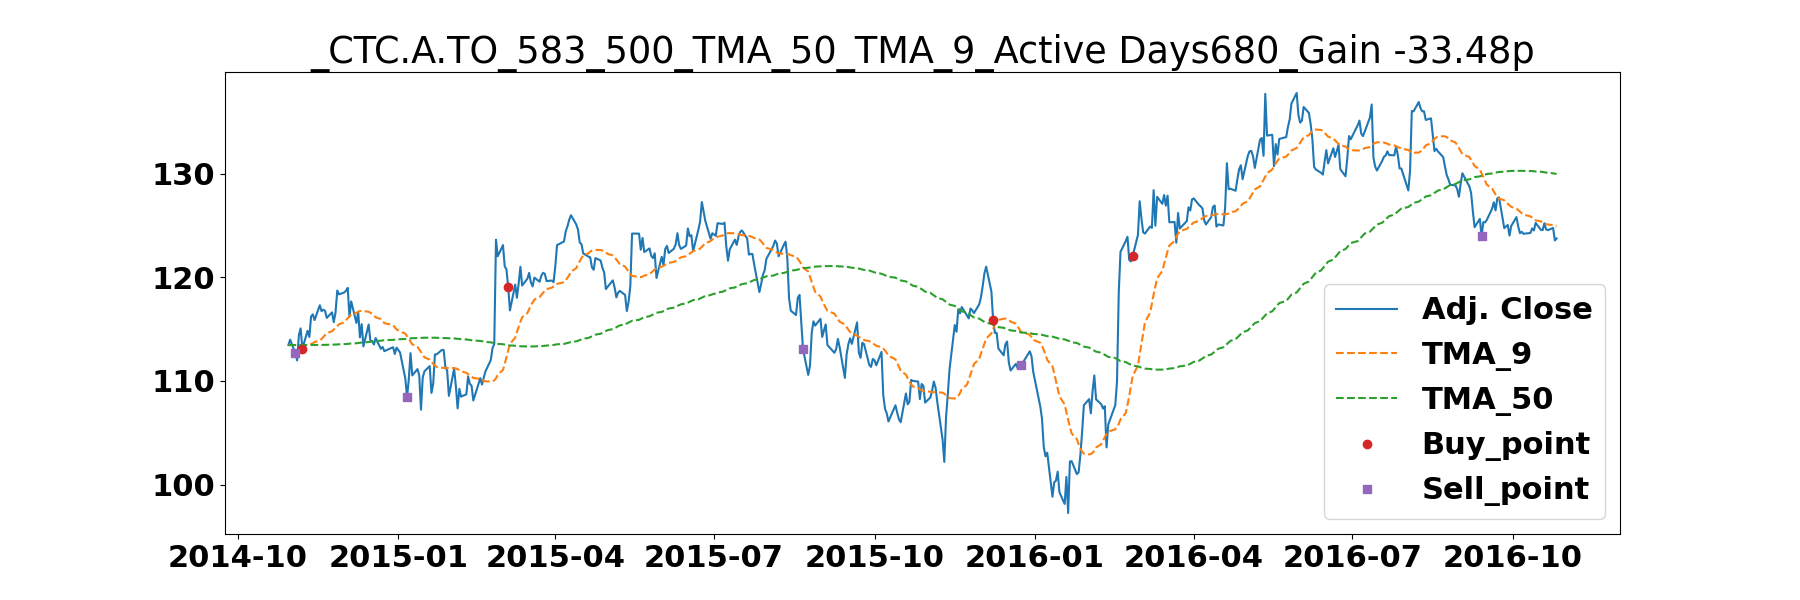 _CTC.A.TO_583_500_TMA_50_TMA_9_Active Days680_Gain -33.48p
130
120
110
100
Adj. Close
TMA_9
TMA_50
Buy_point
Sell_point
2014-10 2015-01 2015-04 2015-07 2015-10 2016-01 2016-04 2016-07 2016-10